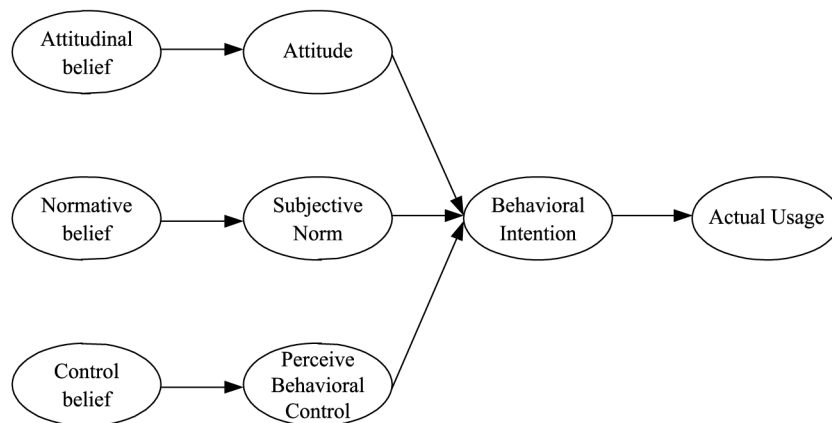 Attitudinal
belief
Attitude
Normative
belief
Subjective
Norm
Behavioral
Intention
Actual Usage
Control
belief
Perceive
Behavioral
Control